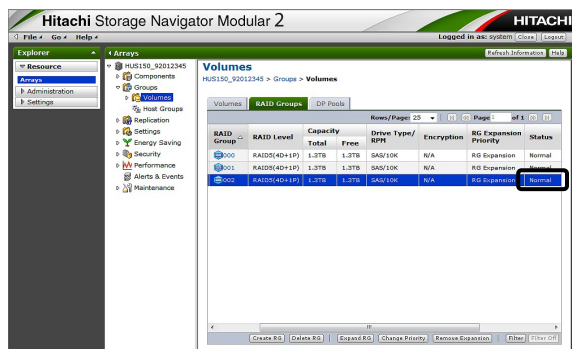 Hitachi Storage Navigator Modular 2
HITACHI
File Go Help
Logged in as: system Close Logout
Explorer
Resource
Arrays
Administration
Settings
Arrays
HUS150_92012345
Components
Groups
Volumes
Host Groups
Replication
Settings
Energy Saving
Security
Performance
Alerts & Events
Maintenance
Refresh Information Help
Volumes
HUS150_92012345 > Groups > Volumes
Volumes RAID Groups DP Pools
Rows/Page: 25 Page 1 of 1
RAID Group RAID Level Capacity Total Free Drive Type/ RPM Encryption RG Expansion Priority Status
000 RAID5(4D+1P) 1.3TB 1.3TB SAS/10K N/A RG Expansion Normal
001 RAID5(4D+1P) 1.3TB 1.3TB SAS/10K N/A RG Expansion Normal
002 RAID5(4D+1P) 1.3TB 1.3TB SAS/10K N/A RG Expansion Normal
Create RG Delete RG Expand RG Change Priority Remove Expansion Filter Filter Off